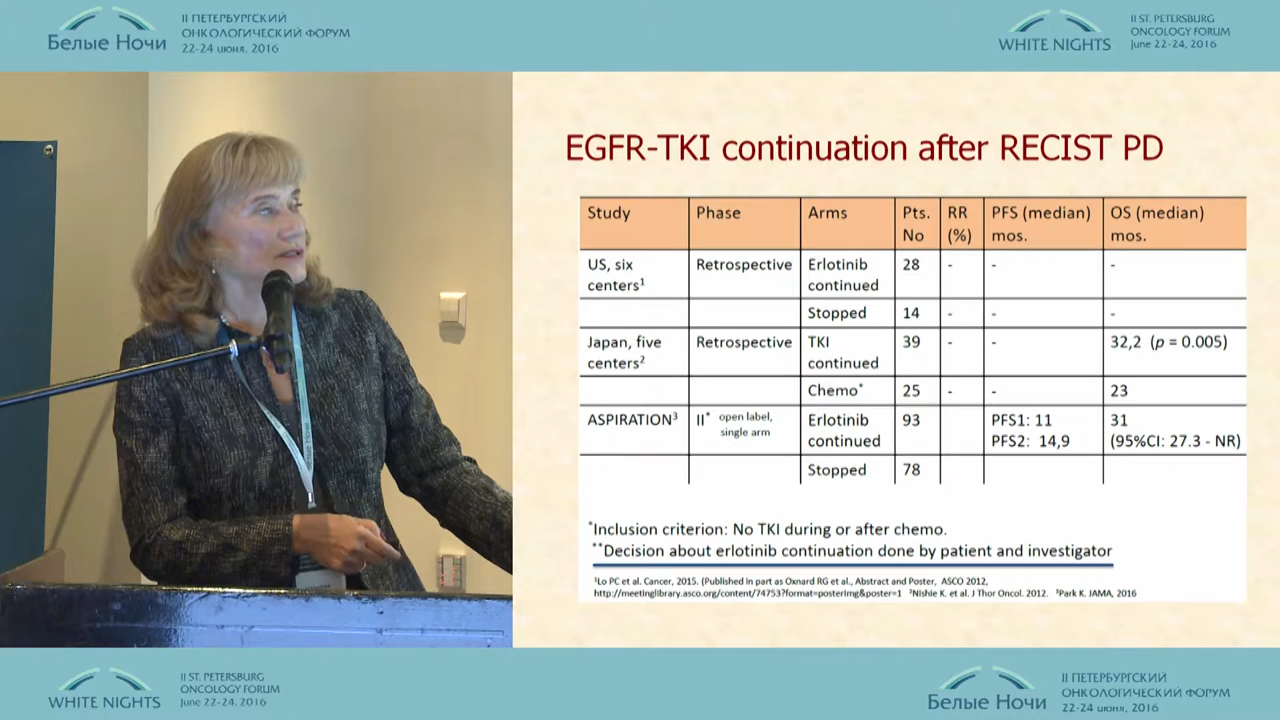 II ПЕТЕРБУРГСКИЙ
ОНКОЛОГИЧЕСКИЙ ФОРУМ
Белые Ночи
22-24 июня, 2016
II ST. PETERSBURG
ONCOLOGY FORUM
WHITE NIGHTS
June 22-24, 2016
EGFR-TKI continuation after RECIST PD
Study Phase Arms Pts. No RR (%) PFS (median) mos. OS (median) mos.
US, six centers1 Retrospective Erlotinib continued 28 - - -
Stopped 14 - - -
Japan, five centers2 Retrospective TKI continued 39 - - 32,2 (p = 0.005)
Chemo* 25 - - 23
ASPIRATION3 II* open label, single arm Erlotinib continued 93 PFS1: 11 PFS2: 14,9 31 (95%CI: 27.3 - NR)
Stopped 78
*Inclusion criterion: No TKI during or after chemo.
**Decision about erlotinib continuation done by patient and investigator
1Lo PC et al. Cancer, 2015. (Published in part as Oxnard RG et al., Abstract and Poster, ASCO 2012,
http://meetinglibrary.asco.org/content/74753?format=posterImg&poster=1 2Nishie K. et al. J Thor Oncol. 2012. 3Park K. JAMA, 2016
II ST. PETERSBURG
ONCOLOGY FORUM
WHITE NIGHTS
June 22-24, 2016
II ПЕТЕРБУРГСКИЙ
ОНКОЛОГИЧЕСКИЙ ФОРУМ
Белые Ночи
22-24 июня, 2016